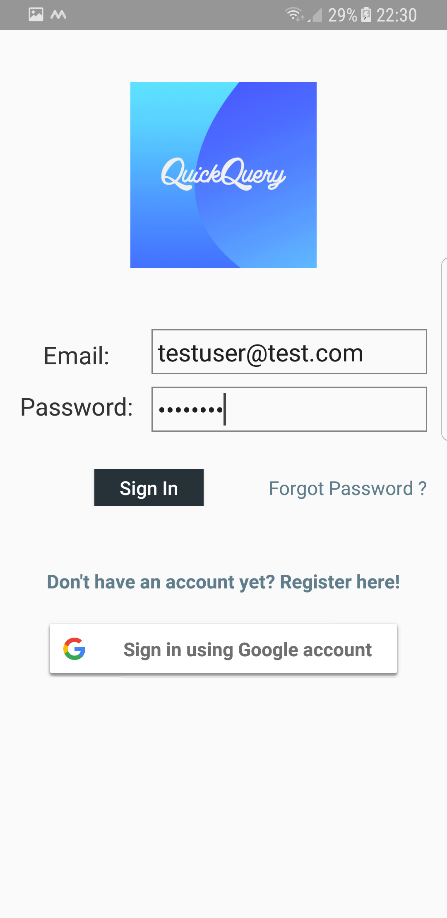 29% 22:30
QuickQuery
Email: testuser@test.com
Password: ••••••••
Sign In Forgot Password ?
Don't have an account yet? Register here!
Sign in using Google account